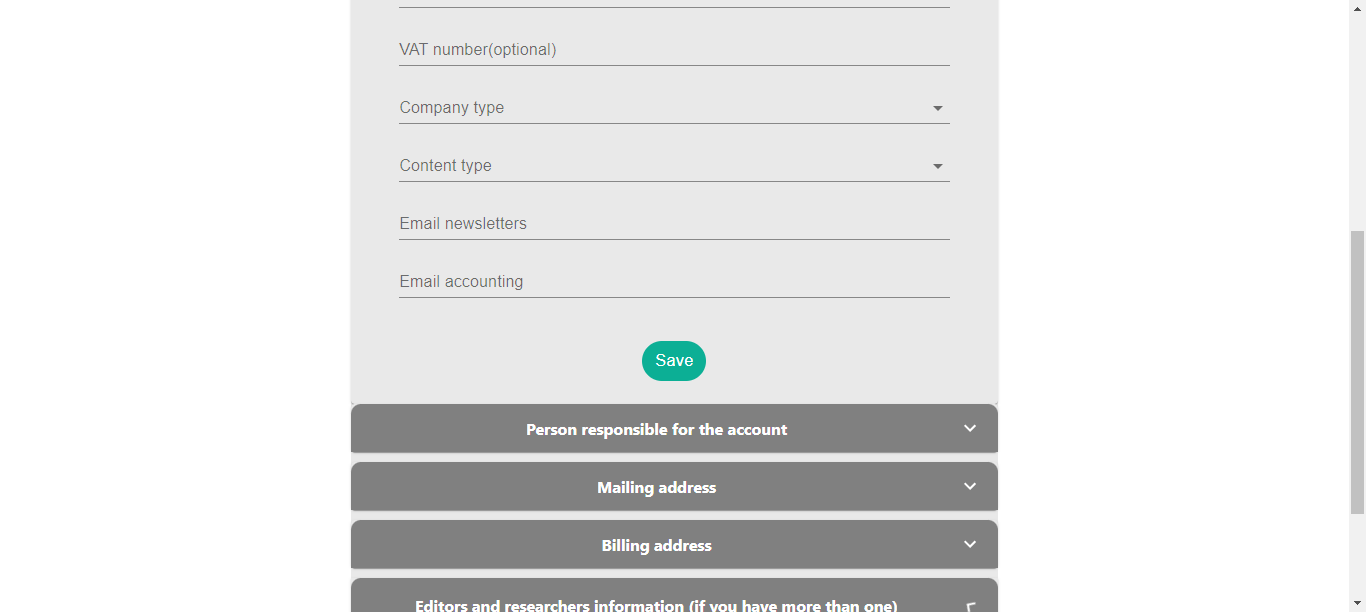 VAT number(optional)
Company type
Content type
Email newsletters
Email accounting
Save
Person responsible for the account
Mailing address
Billing address
Editors and researchers information (if you have more than one)